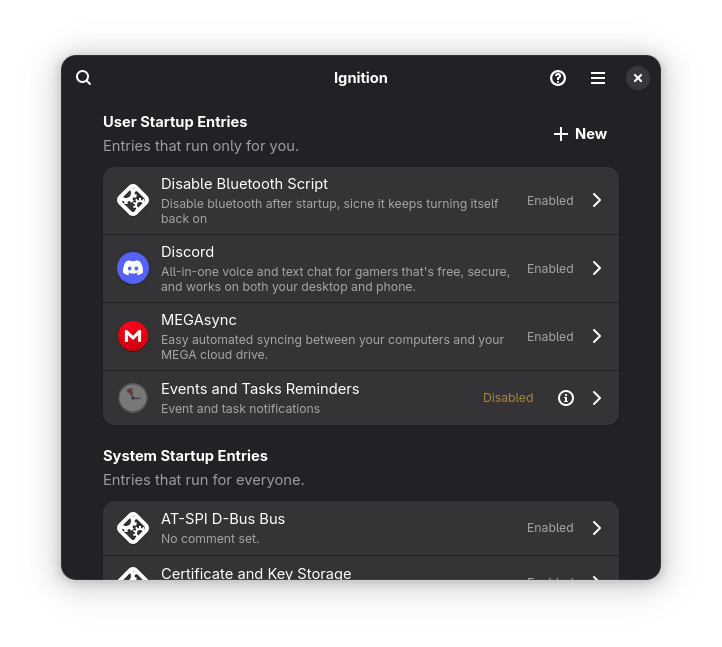 Ignition
User Startup Entries
Entries that run only for you.
New
Disable Bluetooth Script
Disable bluetooth after startup, sicne it keeps turning itself
back on
Enabled
Discord
All-in-one voice and text chat for gamers that's free, secure,
and works on both your desktop and phone.
Enabled
MEGAsync
Easy automated syncing between your computers and your
MEGA cloud drive.
Enabled
Events and Tasks Reminders
Event and task notifications
Disabled
System Startup Entries
Entries that run for everyone.
AT-SPI D-Bus Bus
No comment set.
Enabled
Certificate and Key Storage
Enabled